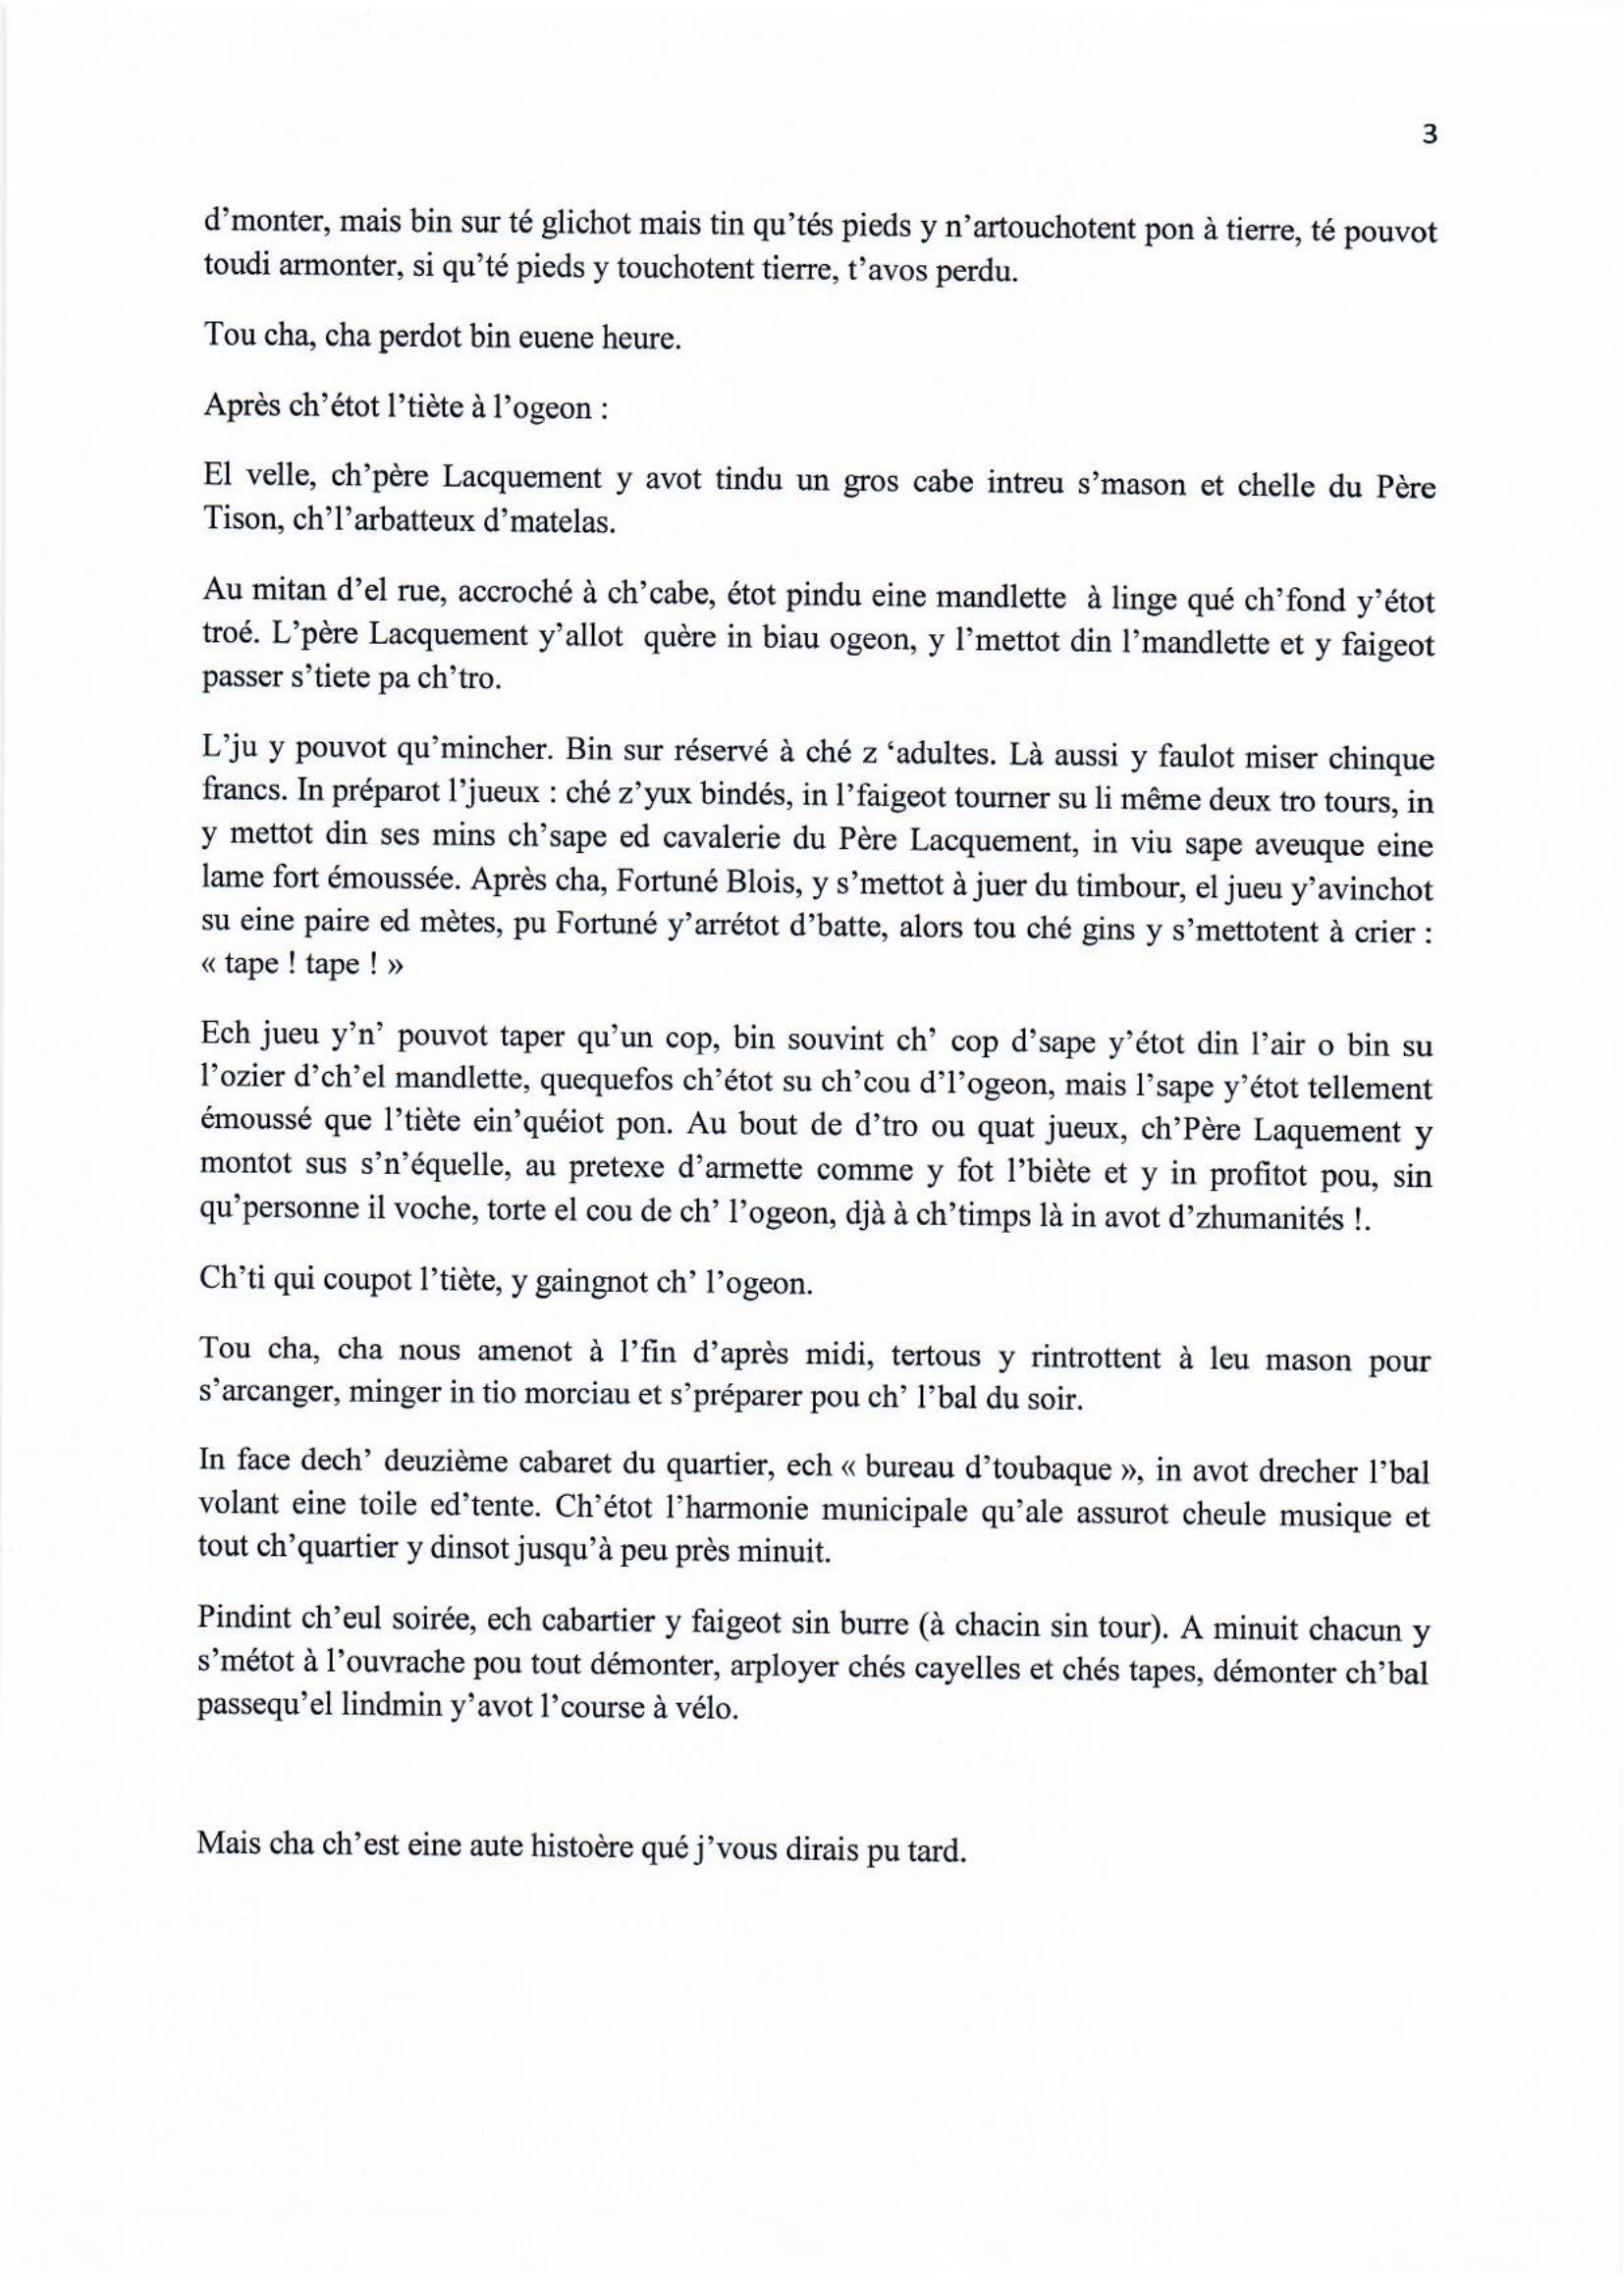 3
d’monter, mais bin sur té glichot mais tin qu’tés pieds y n’artouchotent pon à tierre, té pouvot
toudi armonter, si qu’té pieds y touchotent tierre, t’avos perdu.
Tou cha, cha perdot bin euene heure.
Après ch’étot l’tiète à l’ogeon :
El velle, ch’père Lacquement y avot tindu un gros cabe intreu s’mason et chelle du Père
Tison, ch’l’arbatteux d’matelas.
Au mitan d’el rue, accroché à ch’cabe, étot pindu eine mandlette à linge qué ch’fond y’étot
troé. L’père Lacquement y’allot quère in biau ogeon, y l’mettot din l’mandlette et y faigeot
passer s’tiete pa ch’tro.
L’ju y pouvot qu’mincher. Bin sur réservé à ché z ‘adultes. Là aussi y faulot miser chinque
francs. In préparot l’jueux : ché z’yux bindés, in l’faigeot tourner su li même deux tro tours, in
y mettot din ses mins ch’sape ed cavalerie du Père Lacquement, in viu sape aveuque eine
lame fort émoussée. Après cha, Fortuné Blois, y s’mettot à juer du timbour, el jueu y’avinchot
su eine paire ed mètes, pu Fortuné y’arrétot d’batte, alors tou ché gins y s’mettotent à crier :
« tape ! tape ! »
Ech jueu y’n’ pouvot taper qu’un cop, bin souvint ch’ cop d’sape y’étot din l’air o bin su
l’ozier d’ch’el mandlette, quequefos ch’étot su ch’cou d’l’ogeon, mais l’sape y’étot tellement
émoussé que l’tiète ein’quéiot pon. Au bout de d’tro ou quat jueux, ch’Père Laquement y
montot sus s’n’équelle, au pretexe d’armette comme y fot l’biète et y in profitot pou, sin
qu’personne il voche, torte el cou de ch’ l’ogeon, djà à ch’timps là in avot d’zhumanités !.
Ch’ti qui coupot l’tiète, y gaingnot ch’ l’ogeon.
Tou cha, cha nous amenot à l’fin d’après midi, tertous y rintrottent à leu mason pour
s’arcanger, minger in tio morciau et s’préparer pou ch’ l’bal du soir.
In face dech’ deuzième cabaret du quartier, ech « bureau d’toubaque », in avot drecher l’bal
volant eine toile ed’tente. Ch’étot l’harmonie municipale qu’ale assurot cheule musique et
tout ch’quartier y dinsot jusqu’à peu près minuit.
Pindint ch’eul soirée, ech cabartier y faigeot sin burre (à chacin sin tour). A minuit chacun y
s’métot à l’ouvrache pou tout démonter, arployer chés cayelles et chés tapes, démonter ch’bal
passequ’el lindmin y’avot l’course à vélo.
Mais cha ch’est eine aute histoère qué j’vous dirais pu tard.